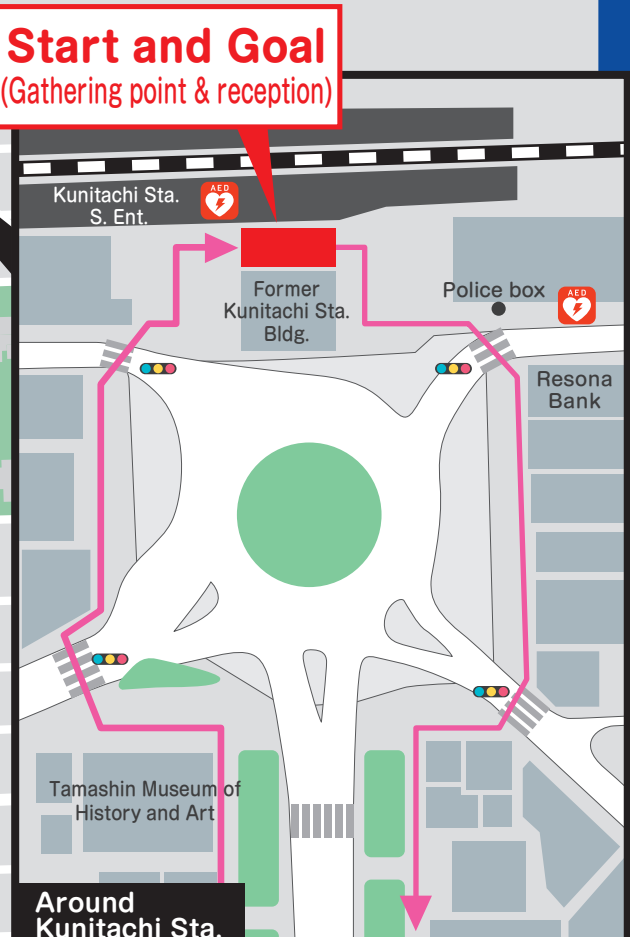 Start and Goal
(Gathering point & reception)
Kunitachi Sta.
S. Ent.
AED
Former
Kunitachi Sta.
Bldg.
Police box
AED
Resona
Bank
Tamashin Museum of
History and Art
Around
Kunitachi Sta.